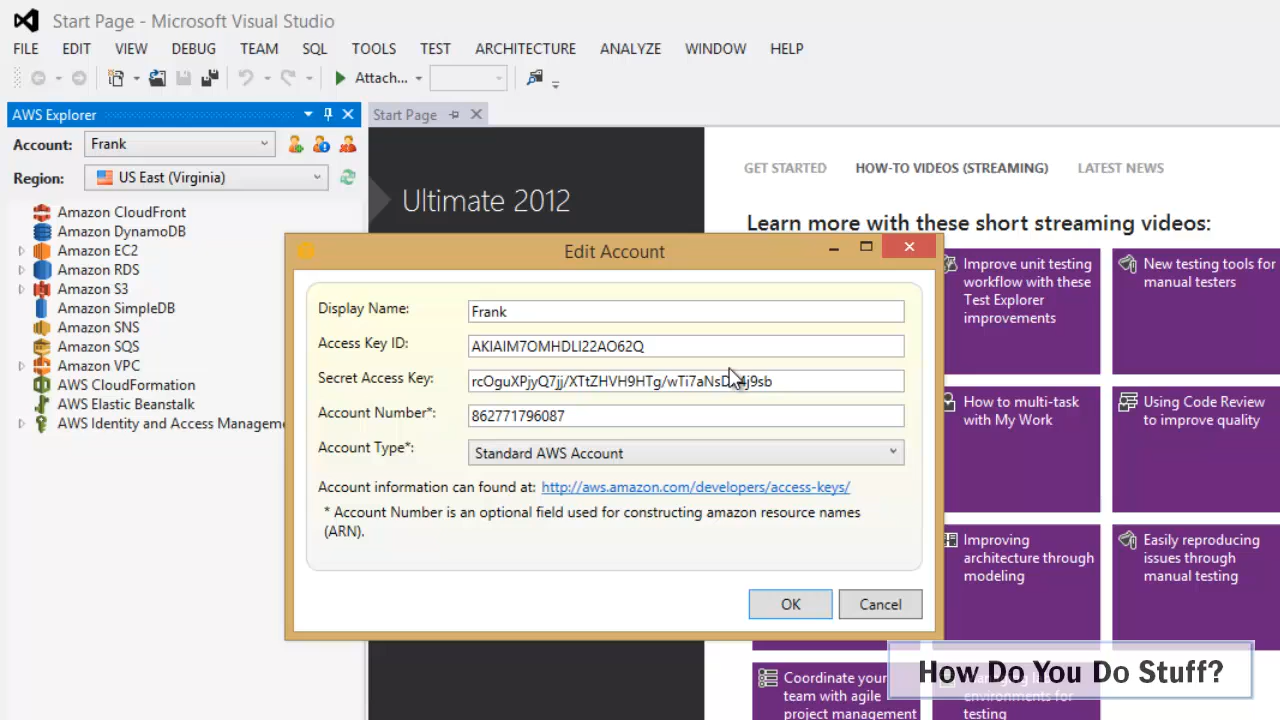 Start Page - Microsoft Visual Studio
FILE EDIT VIEW DEBUG TEAM SQL TOOLS TEST ARCHITECTURE ANALYZE WINDOW HELP
Attach...
AWS Explorer
Start Page
Account: Frank
Region: US East (Virginia)
Amazon CloudFront
Amazon DynamoDB
Amazon EC2
Amazon RDS
Amazon S3
Amazon SimpleDB
Amazon SNS
Amazon SQS
Amazon VPC
AWS CloudFormation
AWS Elastic Beanstalk
AWS Identity and Access Manageme
Ultimate 2012
GET STARTED HOW-TO VIDEOS (STREAMING) LATEST NEWS
Learn more with these short streaming videos:
Edit Account
Display Name: Frank
Access Key ID: AKIAIM7OMHDLI22AO62Q
Secret Access Key:
Account Number*: 862771796087
Account Type*: Standard AWS Account
Account information can found at: http://aws.amazon.com/developers/access-keys/
* Account Number is an optional field used for constructing amazon resource names
(ARN).
OK Cancel
Improve unit testing
workflow with these
Test Explorer
improvements
New testing tools for
manual testers
How to multi-task
with My Work
Using Code Review
to improve quality
Improving
architecture through
modeling
Easily reproducing
issues through
manual testing
Coordinate your
team with agile
project management
environments for
testing
How Do You Do Stuff?